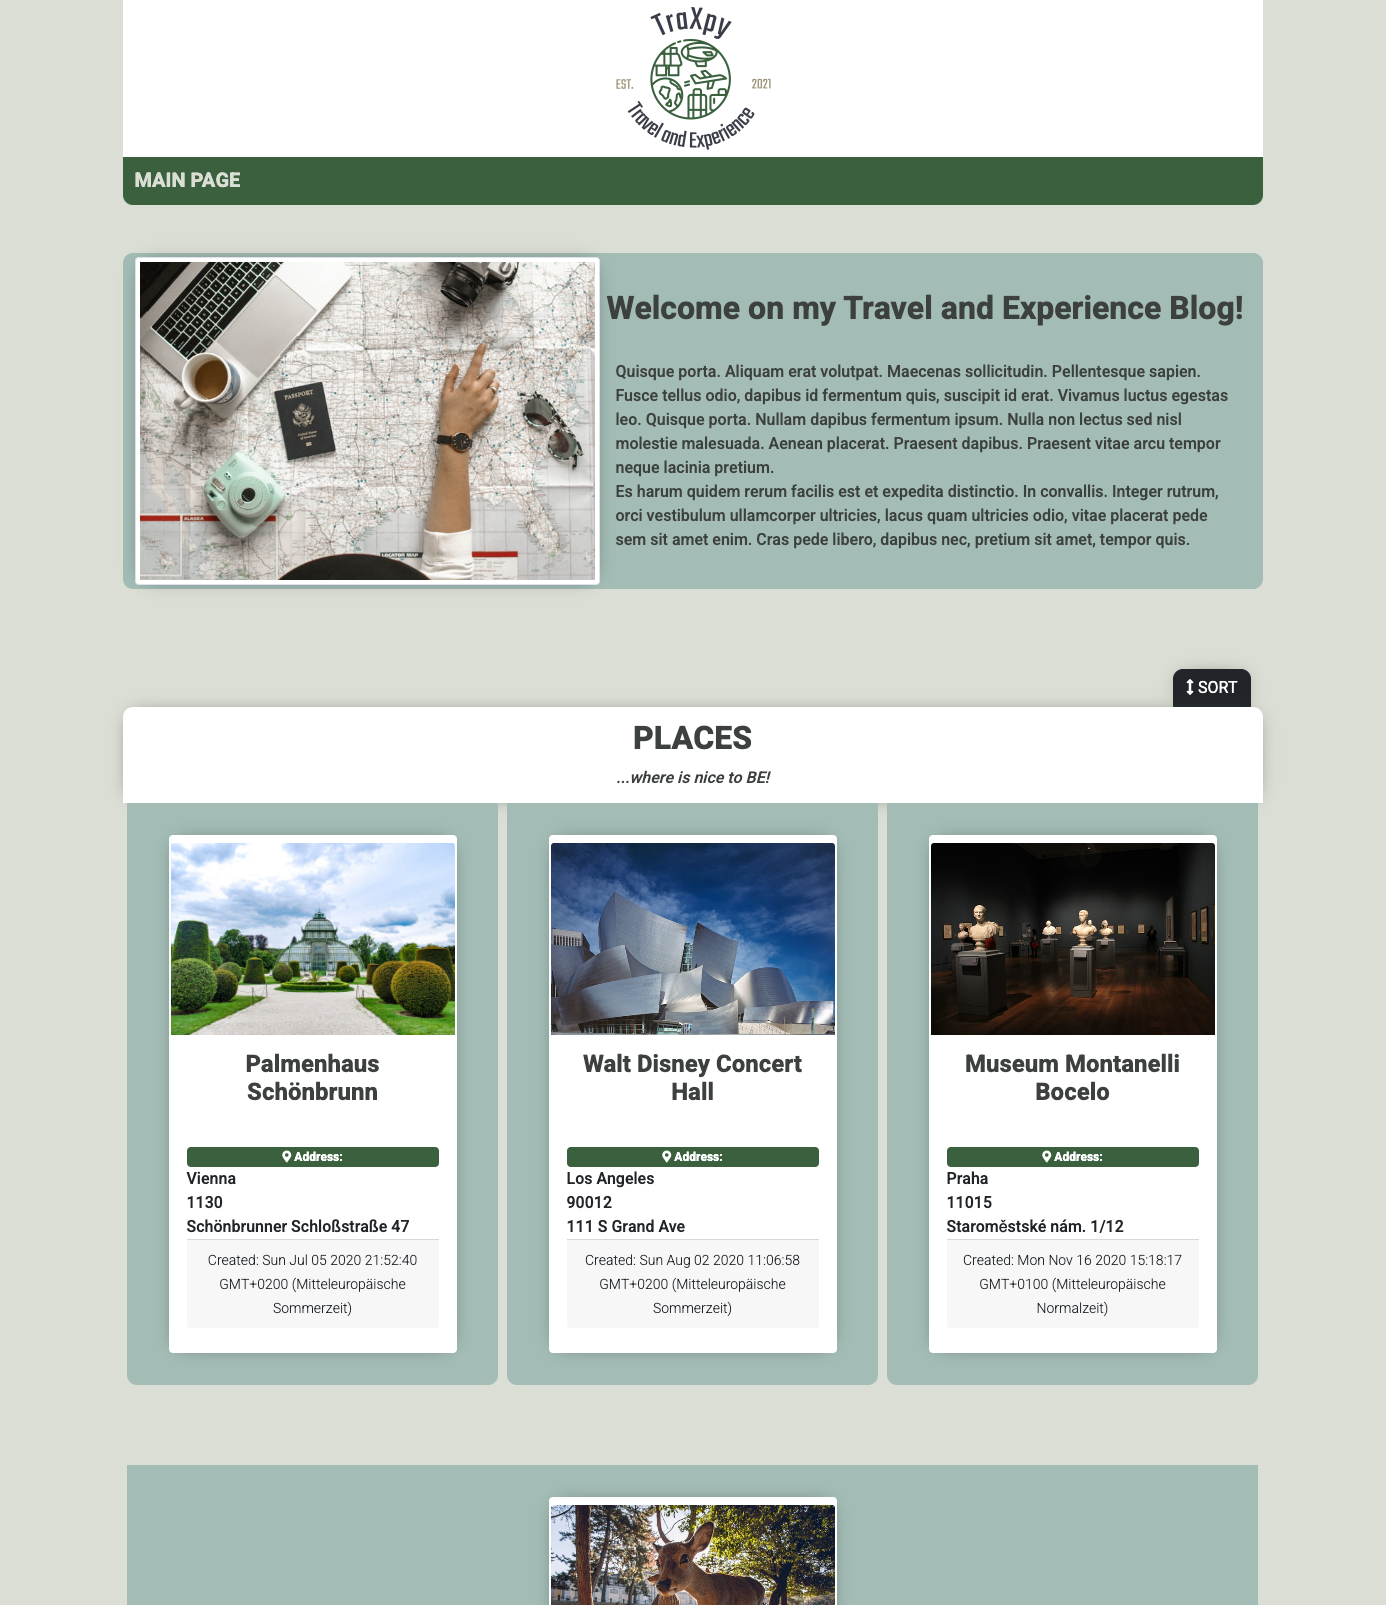 TraXpy
EST.
2021
Travel and Experience
MAIN PAGE
PASSPORT
ALASKA
LOCATOR MAP
Welcome on my Travel and Experience Blog!
Quisque porta. Aliquam erat volutpat. Maecenas sollicitudin. Pellentesque sapien.
Fusce tellus odio, dapibus id fermentum quis, suscipit id erat. Vivamus luctus egestas
leo. Quisque porta. Nullam dapibus fermentum ipsum. Nulla non lectus sed nisl
molestie malesuada. Aenean placerat. Praesent dapibus. Praesent vitae arcu tempor
neque lacinia pretium.
Es harum quidem rerum facilis est et expedita distinctio. In convallis. Integer rutrum,
orci vestibulum ullamcorper ultricies, lacus quam ultricies odio, vitae placerat pede
sem sit amet enim. Cras pede libero, dapibus nec, pretium sit amet, tempor quis.
SORT
PLACES
...where is nice to BE!
Palmenhaus
Schönbrunn
Address:
Vienna
1130
Schönbrunner Schloßstraße 47
Created: Sun Jul 05 2020 21:52:40
GMT+0200 (Mitteleuropäische
Sommerzeit)
Walt Disney Concert
Hall
Address:
Los Angeles
90012
111 S Grand Ave
Created: Sun Aug 02 2020 11:06:58
GMT+0200 (Mitteleuropäische
Sommerzeit)
Museum Montanelli
Bocelo
Address:
Praha
11015
Staroměstské nám. 1/12
Created: Mon Nov 16 2020 15:18:17
GMT+0100 (Mitteleuropäische
Normalzeit)